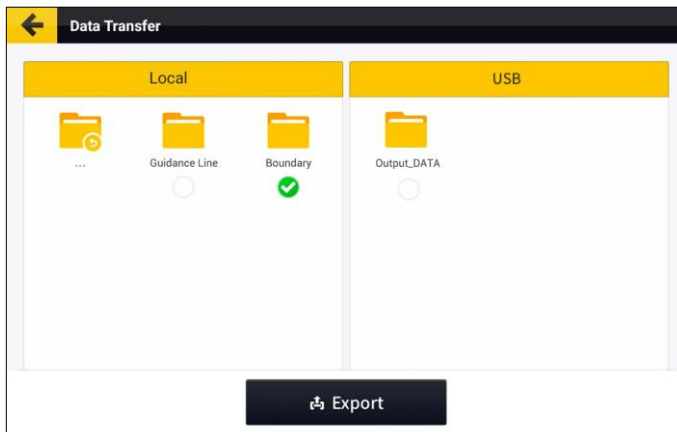 Data Transfer
Local
USB
...
Guidance Line
Boundary
Output_DATA
Export